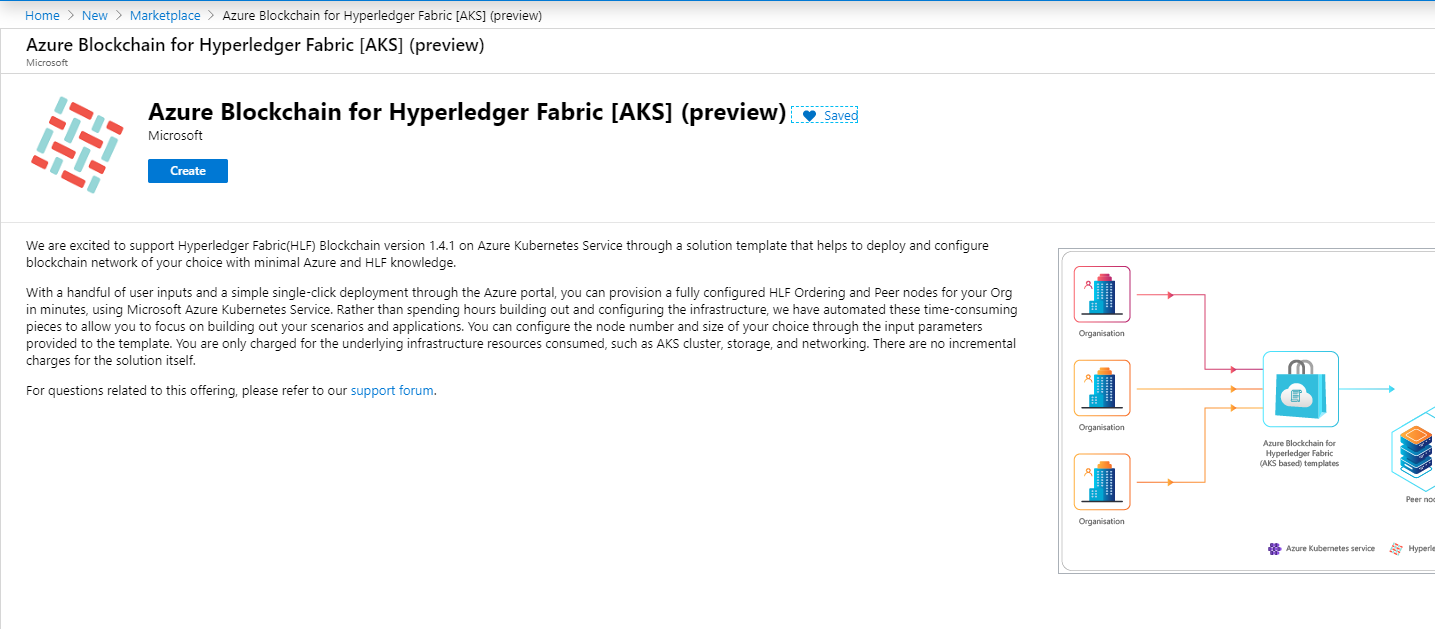 Home > New > Marketplace > Azure Blockchain for Hyperledger Fabric [AKS] (preview)
Azure Blockchain for Hyperledger Fabric [AKS] (preview)
Microsoft
Azure Blockchain for Hyperledger Fabric [AKS] (preview) Saved
Microsoft
Create
We are excited to support Hyperledger Fabric(HLF) Blockchain version 1.4.1 on Azure Kubernetes Service through a solution template that helps to deploy and configure
blockchain network of your choice with minimal Azure and HLF knowledge.
With a handful of user inputs and a simple single-click deployment through the Azure portal, you can provision a fully configured HLF Ordering and Peer nodes for your Org
in minutes, using Microsoft Azure Kubernetes Service. Rather than spending hours building out and configuring the infrastructure, we have automated these time-consuming
pieces to allow you to focus on building out your scenarios and applications. You can configure the node number and size of your choice through the input parameters
provided to the template. You are only charged for the underlying infrastructure resources consumed, such as AKS cluster, storage, and networking. There are no incremental
charges for the solution itself.
For questions related to this offering, please refer to our support forum.
Organisation
Organisation
Organisation
Azure Blockchain for
Hyperledger Fabric
(AKS based) templates
Peer
Azure Kubernetes service